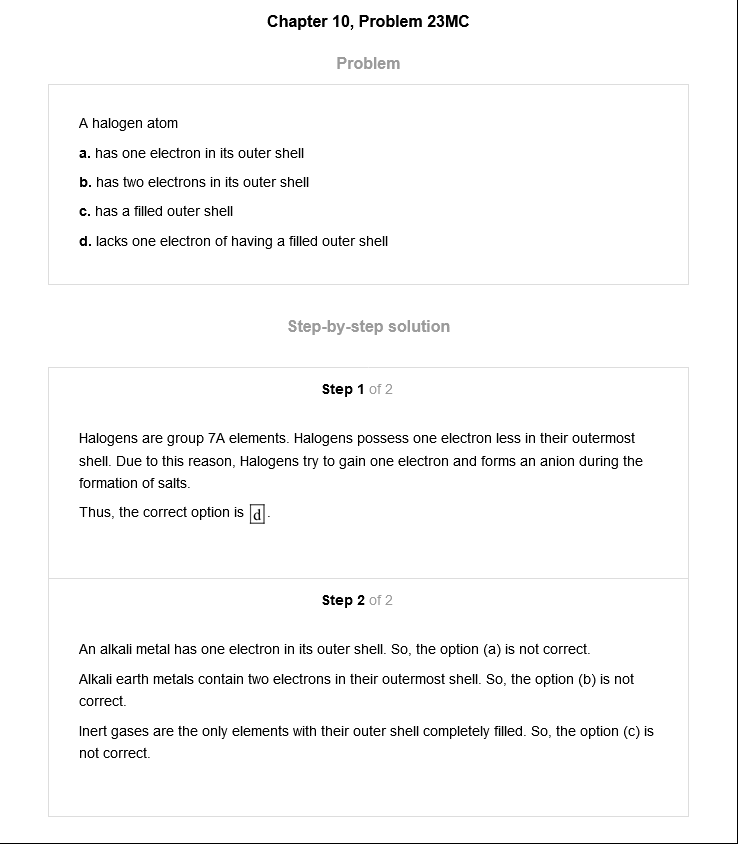 Chapter 10, Problem 23MC
Problem
A halogen atom
a. has one electron in its outer shell
b. has two electrons in its outer shell
c. has a filled outer shell
d. lacks one electron of having a filled outer shell
Step-by-step solution
Step 1 of 2
Halogens are group 7A elements. Halogens possess one electron less in their outermost
shell. Due to this reason, Halogens try to gain one electron and forms an anion during the
formation of salts.
Thus, the correct option is d.
Step 2 of 2
An alkali metal has one electron in its outer shell. So, the option (a) is not correct.
Alkali earth metals contain two electrons in their outermost shell. So, the option (b) is not
correct.
Inert gases are the only elements with their outer shell completely filled. So, the option (c) is
not correct.